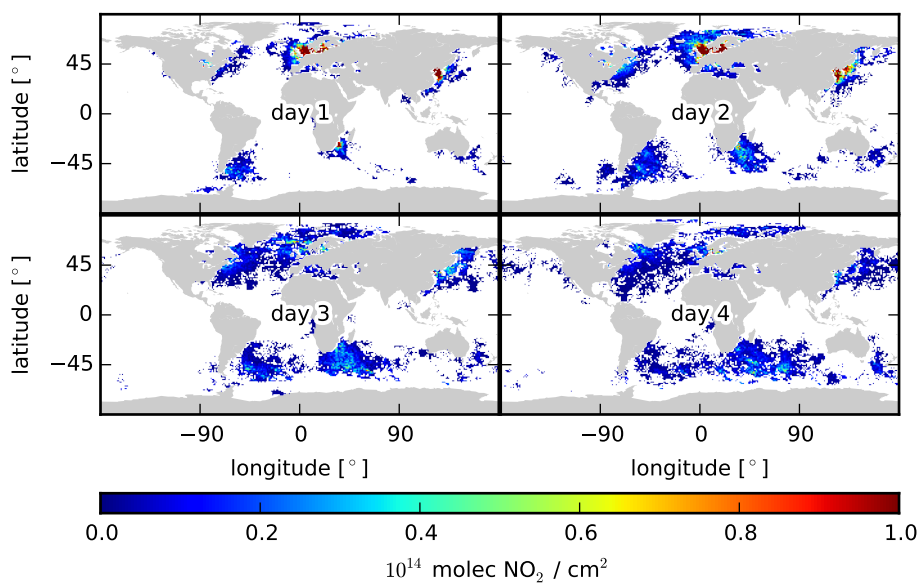 latitude [°]
45
0
−45
day 1
day 2
latitude [°]
45
0
−45
day 3
day 4
−90
0
90
−90
0
90
longitude [°]
longitude [°]
0.0
0.2
0.4
0.6
0.8
1.0
10¹⁴ molec NO₂ / cm²